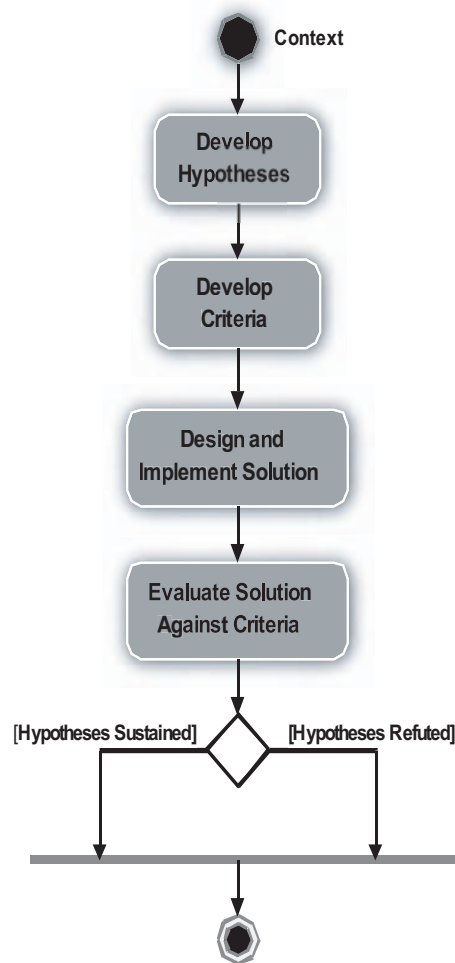 Context
Develop
Hypotheses
Develop
Criteria
Design and
Implement Solution
Evaluate Solution
Against Criteria
[Hypotheses Sustained]
[Hypotheses Refuted]